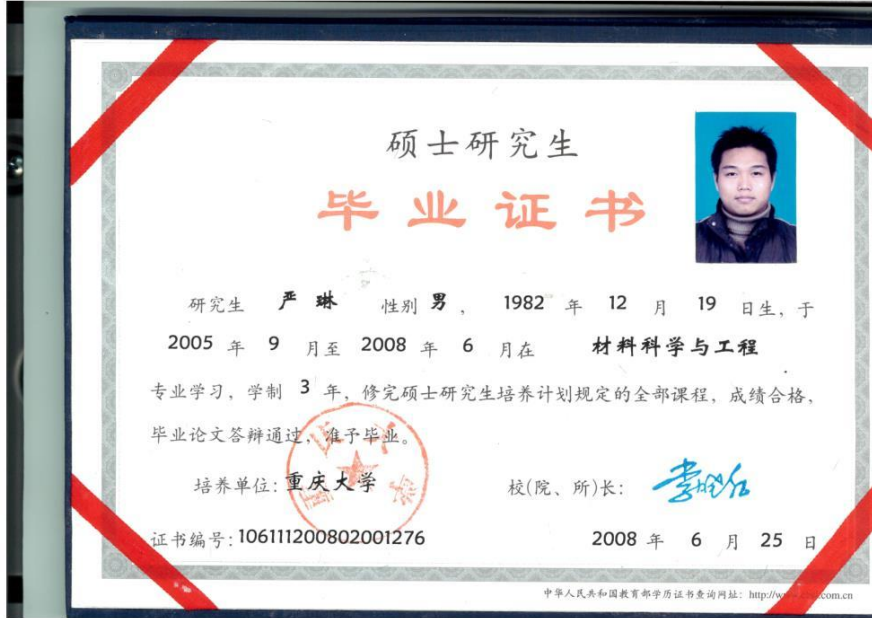 硕士研究生
毕业证书
研究生 严琳 性别 男 ， 1982 年 12 月 19 日生，于
2005 年 9 月至 2008 年 6 月在 材料科学与工程
专业学习，学制 3 年，修完硕士研究生培养计划规定的全部课程，成绩合格，
毕业论文答辩通过，准予毕业。
培养单位：重庆大学
校(院、所)长：
证书编号：106111200802001276
2008 年 6 月 25 日
中华人民共和国教育部学历证书查询网址： http://w
.com.cn